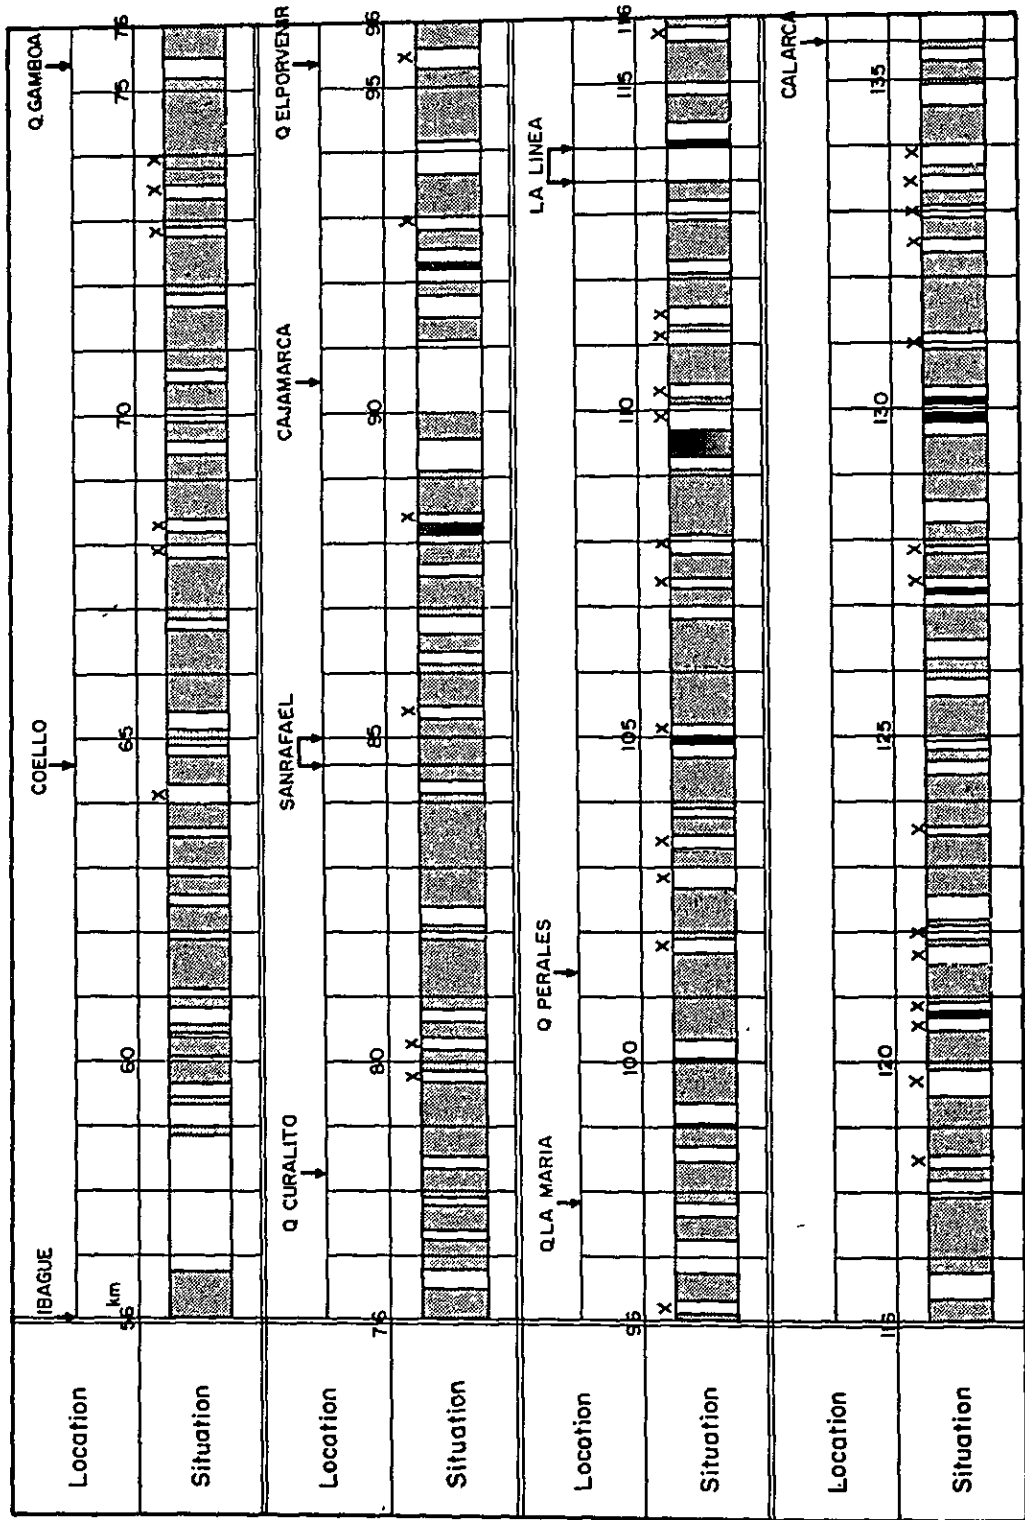 Location
IBAGUE
COELLO
Q. GAMBOA
56 km
60
65
70
75
76
Situation
X X X X X X
Location
Q CURALITO
SANRAFAEL
CAJAMARCA
Q ELPORVENIR
76
80
85
90
95
96
Situation
X X X X X X
Location
Q LA MARIA
Q PERALES
LA LINEA
96
100
105
110
115
116
Situation
X X X X X X X X X X X X
Location
CALARCA
116
120
125
130
135
Situation
X X X X X X X X X X X X X X